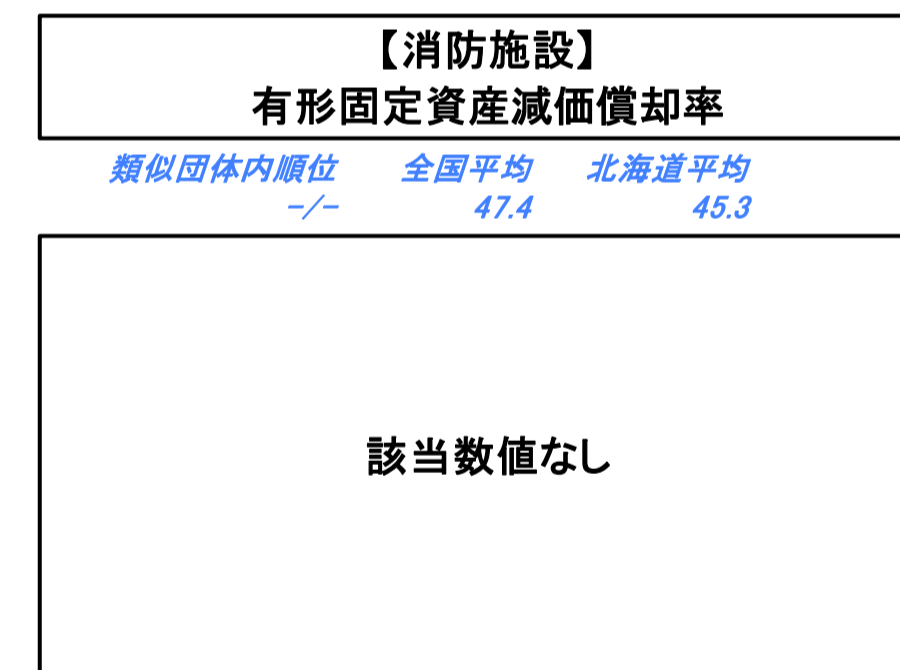 【消防施設】
有形固定資産減価償却率
類似団体内順位 全国平均 北海道平均
-/- 47.4 45.3
該当数値なし